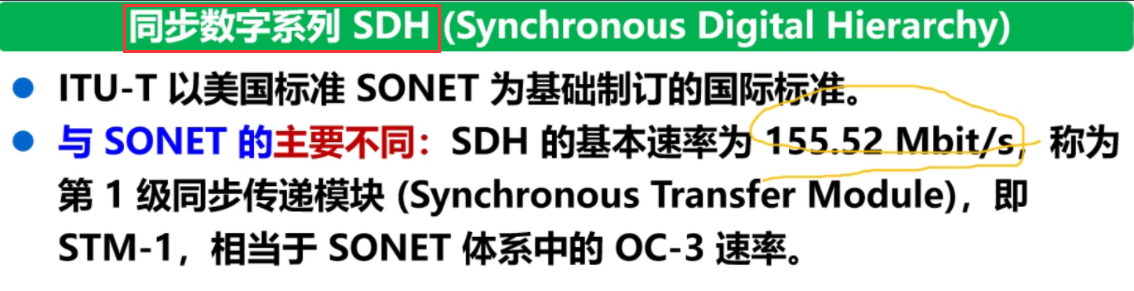 同步数字系列 SDH (Synchronous Digital Hierarchy)
ITU-T 以美国标准 SONET 为基础制订的国际标准。
与 SONET 的主要不同：SDH 的基本速率为 155.52 Mbit/s，称为
第 1 级同步传递模块 (Synchronous Transfer Module)，即
STM-1，相当于 SONET 体系中的 OC-3 速率。